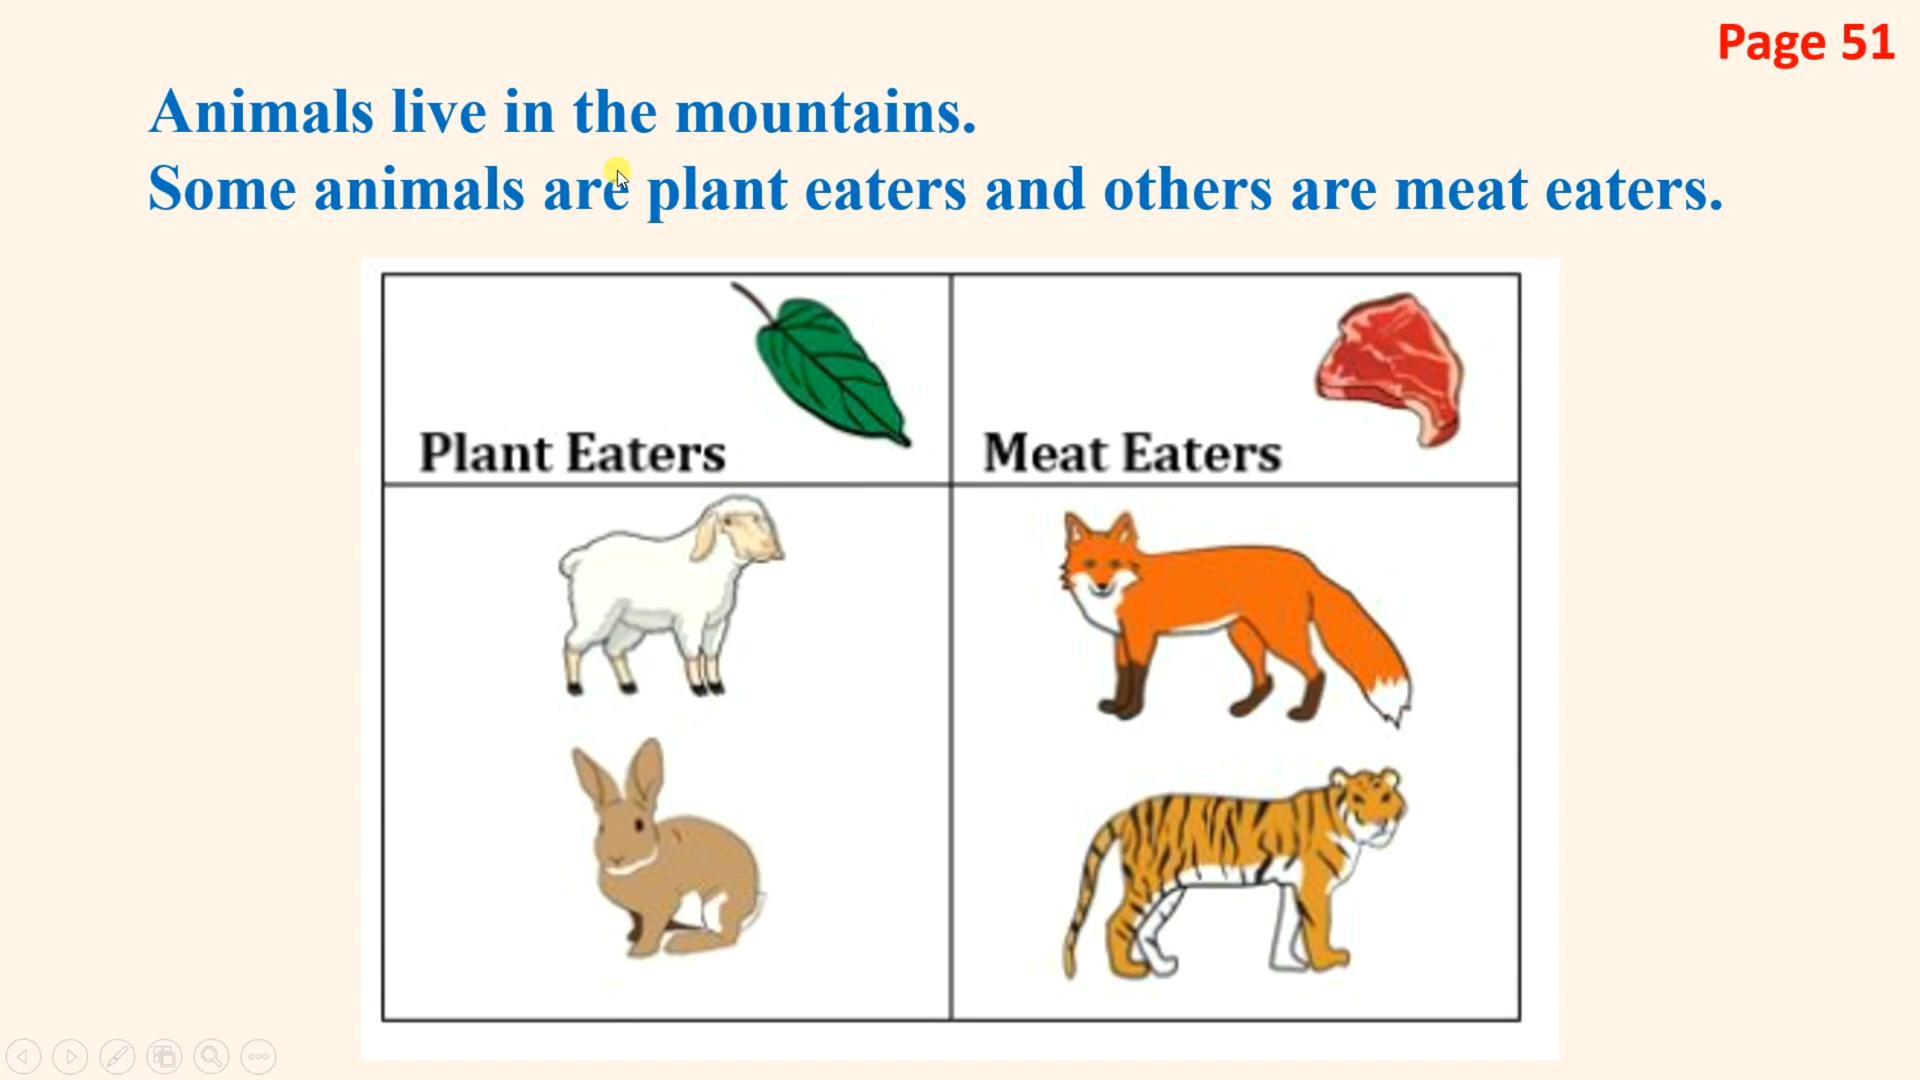 Page 51
Animals live in the mountains.
Some animals are plant eaters and others are meat eaters.
Plant Eaters
Meat Eaters